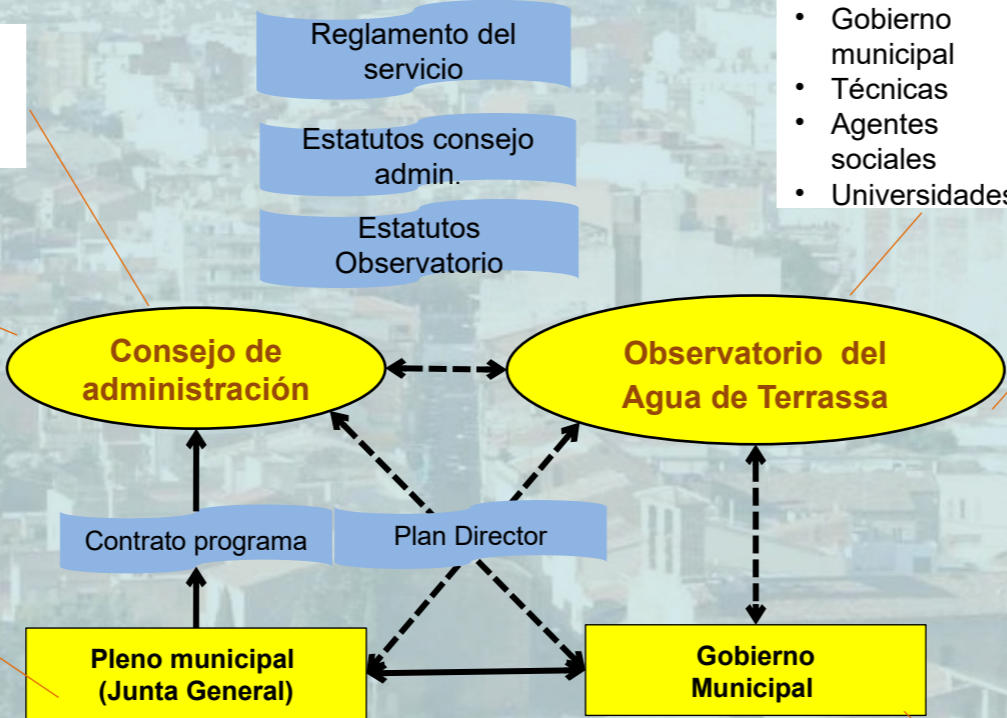 Reglamento del
servicio
Estatutos consejo
admin.
Estatutos
Observatorio
• Gobierno
municipal
• Técnicas
• Agentes
sociales
• Universidades
Consejo de
administración
Observatorio del
Agua de Terrassa
Contrato programa
Plan Director
Pleno municipal
(Junta General)
Gobierno
Municipal